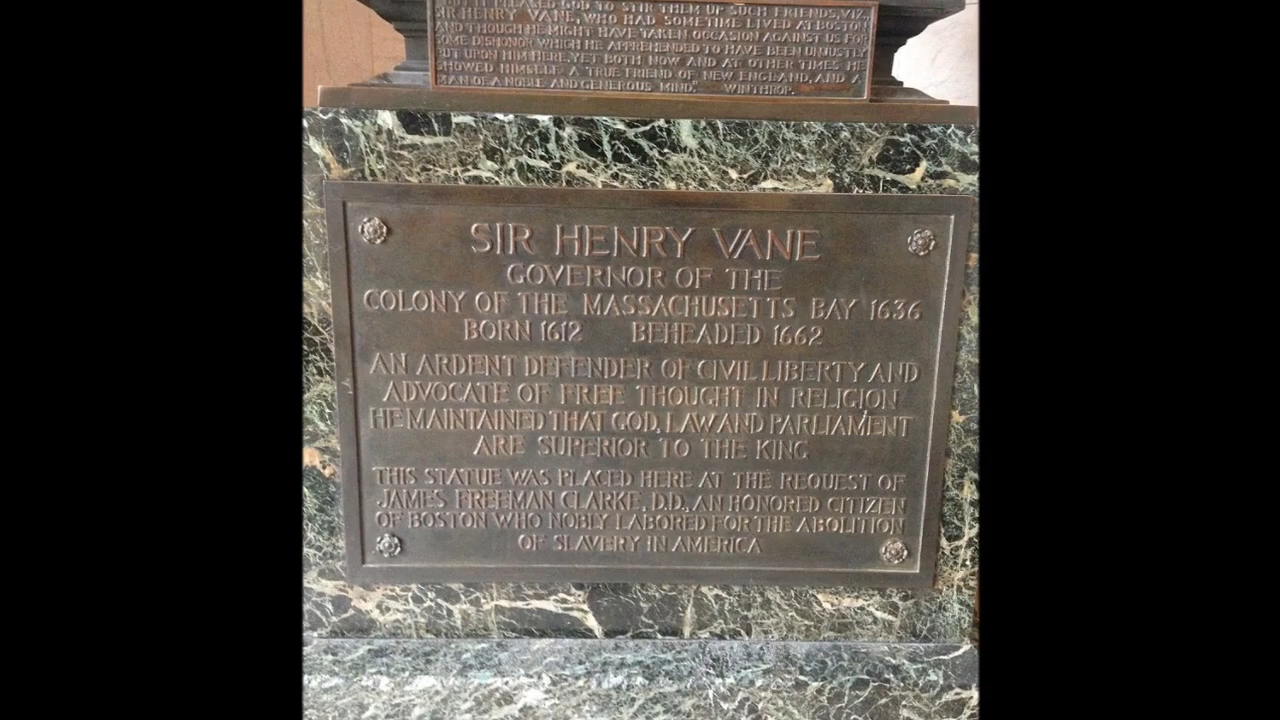 PLEASED GOD TO STIR THEM UP SUCH FRIENDS, VIZ.,
SIR HENRY VANE, WHO HAD SOMETIME LIVED AT BOSTON
AND THOUGH HE MIGHT HAVE TAKEN OCCASION AGAINST US FOR
SOME DISHONOR WHICH HE APPREHENDED TO HAVE BEEN UNJUSTLY
PUT UPON HIM HERE, YET BOTH NOW AND AT OTHER TIMES HE
SHOWED HIMSELF A TRUE FRIEND OF NEW ENGLAND, AND A
MAN OF A NOBLE AND GENEROUS MIND." WINTHROP.
SIR HENRY VANE
GOVERNOR OF THE
COLONY OF THE MASSACHUSETTS BAY 1636
BORN 1612 BEHEADED 1662
AN ARDENT DEFENDER OF CIVIL LIBERTY AND
ADVOCATE OF FREE THOUGHT IN RELIGION
HE MAINTAINED THAT GOD, LAW AND PARLIAMENT
ARE SUPERIOR TO THE KING
THIS STATUE WAS PLACED HERE AT THE REQUEST OF
JAMES FREEMAN CLARKE, D.D., AN HONORED CITIZEN
OF BOSTON WHO NOBLY LABORED FOR THE ABOLITION
OF SLAVERY IN AMERICA